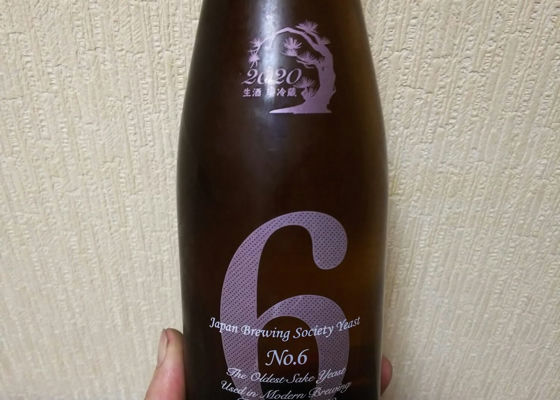 2020
生酒 要冷蔵
6
Japan Brewing Society Yeast
No.6
The Oldest Sake Yeast
Used in Modern Brewing